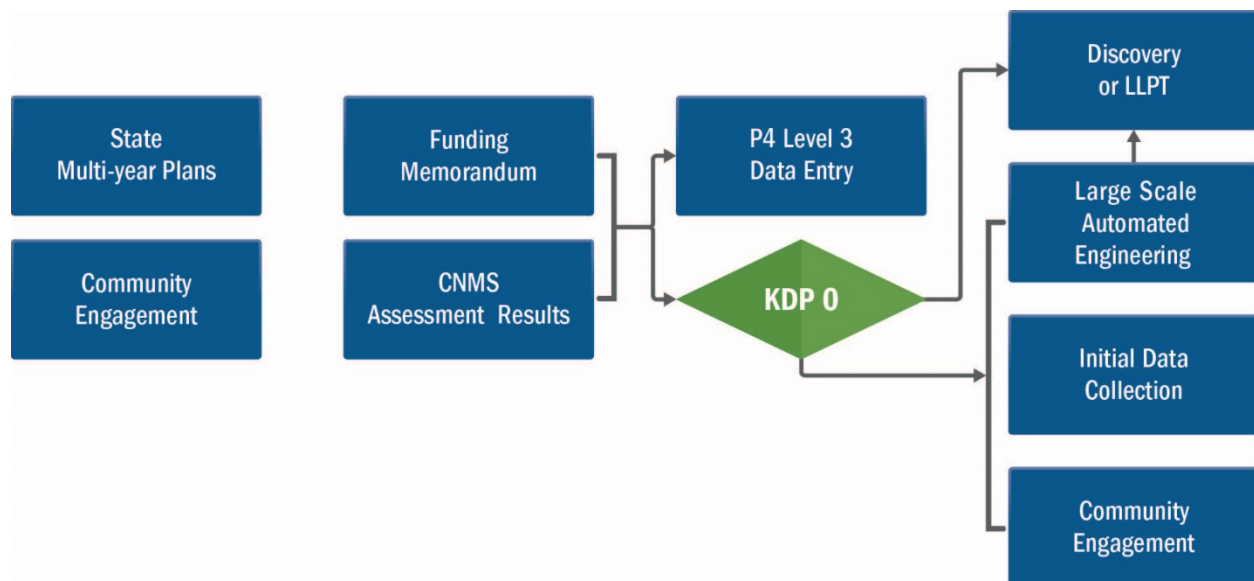 State
Multi-year Plans
Community
Engagement
Funding
Memorandum
CNMS
Assessment Results
P4 Level 3
Data Entry
KDP 0
Discovery
or LLPT
Large Scale
Automated
Engineering
Initial Data
Collection
Community
Engagement